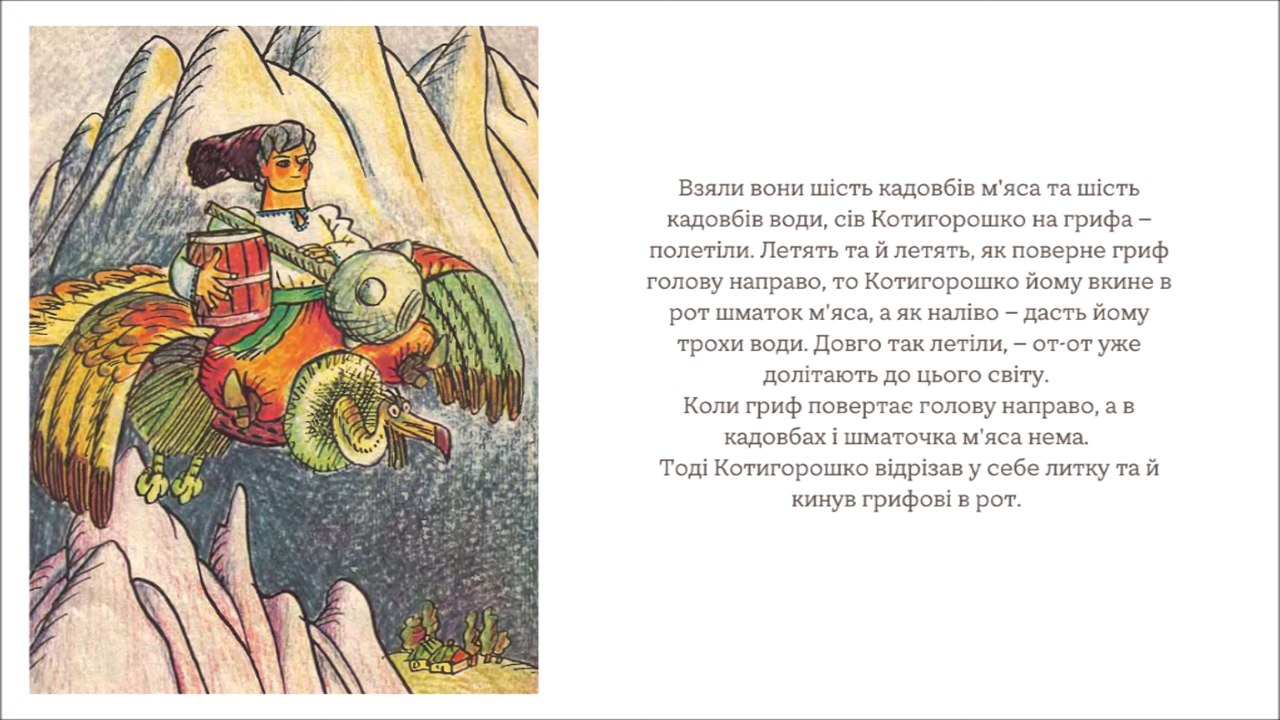 Взяли вони шість кадовбів м'яса та шість
кадовбів води, сів Котигорошко на грифа –
полетіли. Летять та й летять, як поверне гриф
голову направо, то Котигорошко йому вкине в
рот шматок м'яса, а як наліво – дасть йому
трохи води. Довго так летіли, – от-от уже
долітають до цього світу.
Коли гриф повертає голову направо, а в
кадовбах і шматочка м'яса нема.
Тоді Котигорошко відрізав у себе литку та й
кинув грифові в рот.